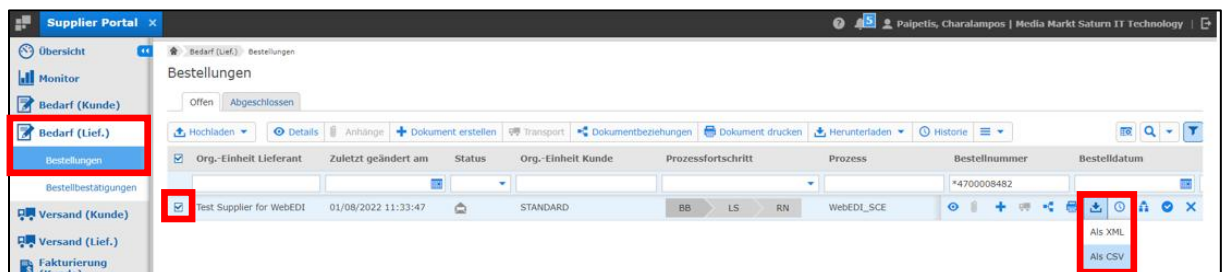 Supplier Portal ×
5 Paipetis, Charalampos | Media Markt Saturn IT Technology |
Übersicht
Monitor
Bedarf (Kunde)
Bedarf (Lief.)
Bestellungen
Bestellbestätigungen
Versand (Kunde)
Versand (Lief.)
Fakturierung
(Kunde)
Bedarf (Lief.) Bestellungen
Bestellungen
Offen Abgeschlossen
Hochladen Details Anhänge Dokument erstellen Transport Dokumentbeziehungen Dokument drucken Herunterladen Historie
Org.-Einheit Lieferant Zuletzt geändert am Status Org.-Einheit Kunde Prozessfortschritt Prozess Bestellnummer Bestelldatum
*4700008482
Test Supplier for WebEDI 01/08/2022 11:33:47 STANDARD BB LS RN WebEDI_SCE
Als XML
Als CSV